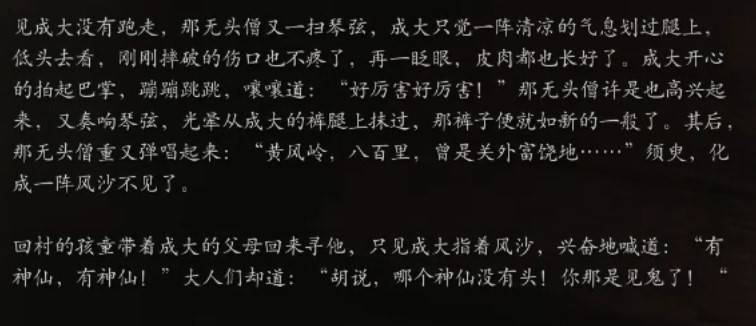 见成大没有跑走，那无头僧又一扫琴弦，成大只觉一阵清凉的气息划过腿上，
低头去看，刚刚摔破的伤口也不疼了，再一眨眼，皮肉都也长好了。成大开心
的拍起巴掌，蹦蹦跳跳，嚷嚷道：“好厉害好厉害！”那无头僧许是也高兴起
来，又奏响琴弦，光晕从成大的裤腿上抹过，那裤子便就如新的一般了。其后，
那无头僧重又弹唱起来：“黄风岭，八百里，曾是关外富饶地……”须臾，化
成一阵风沙不见了。
回村的孩童带着成大的父母回来寻他，只见成大指着风沙，兴奋地喊道：“有
神仙，有神仙！”大人们却道：“胡说，哪个神仙没有头！你那是见鬼了！“